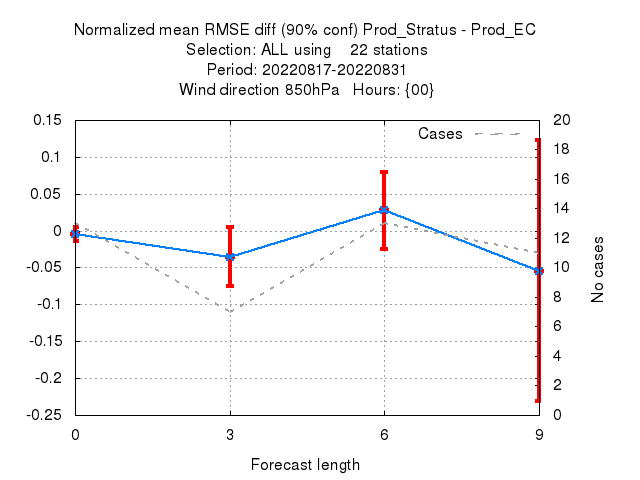 Normalized mean RMSE diff (90% conf) Prod_Stratus - Prod_EC
Selection: ALL using    22 stations
Period: 20220817-20220831
Wind direction 850hPa   Hours: {00}
Cases
0.15
0.1
0.05
0
-0.05
-0.1
-0.15
-0.2
-0.25
20
18
16
14
12
10
8
6
4
2
0
No cases
0 3 6 9
Forecast length